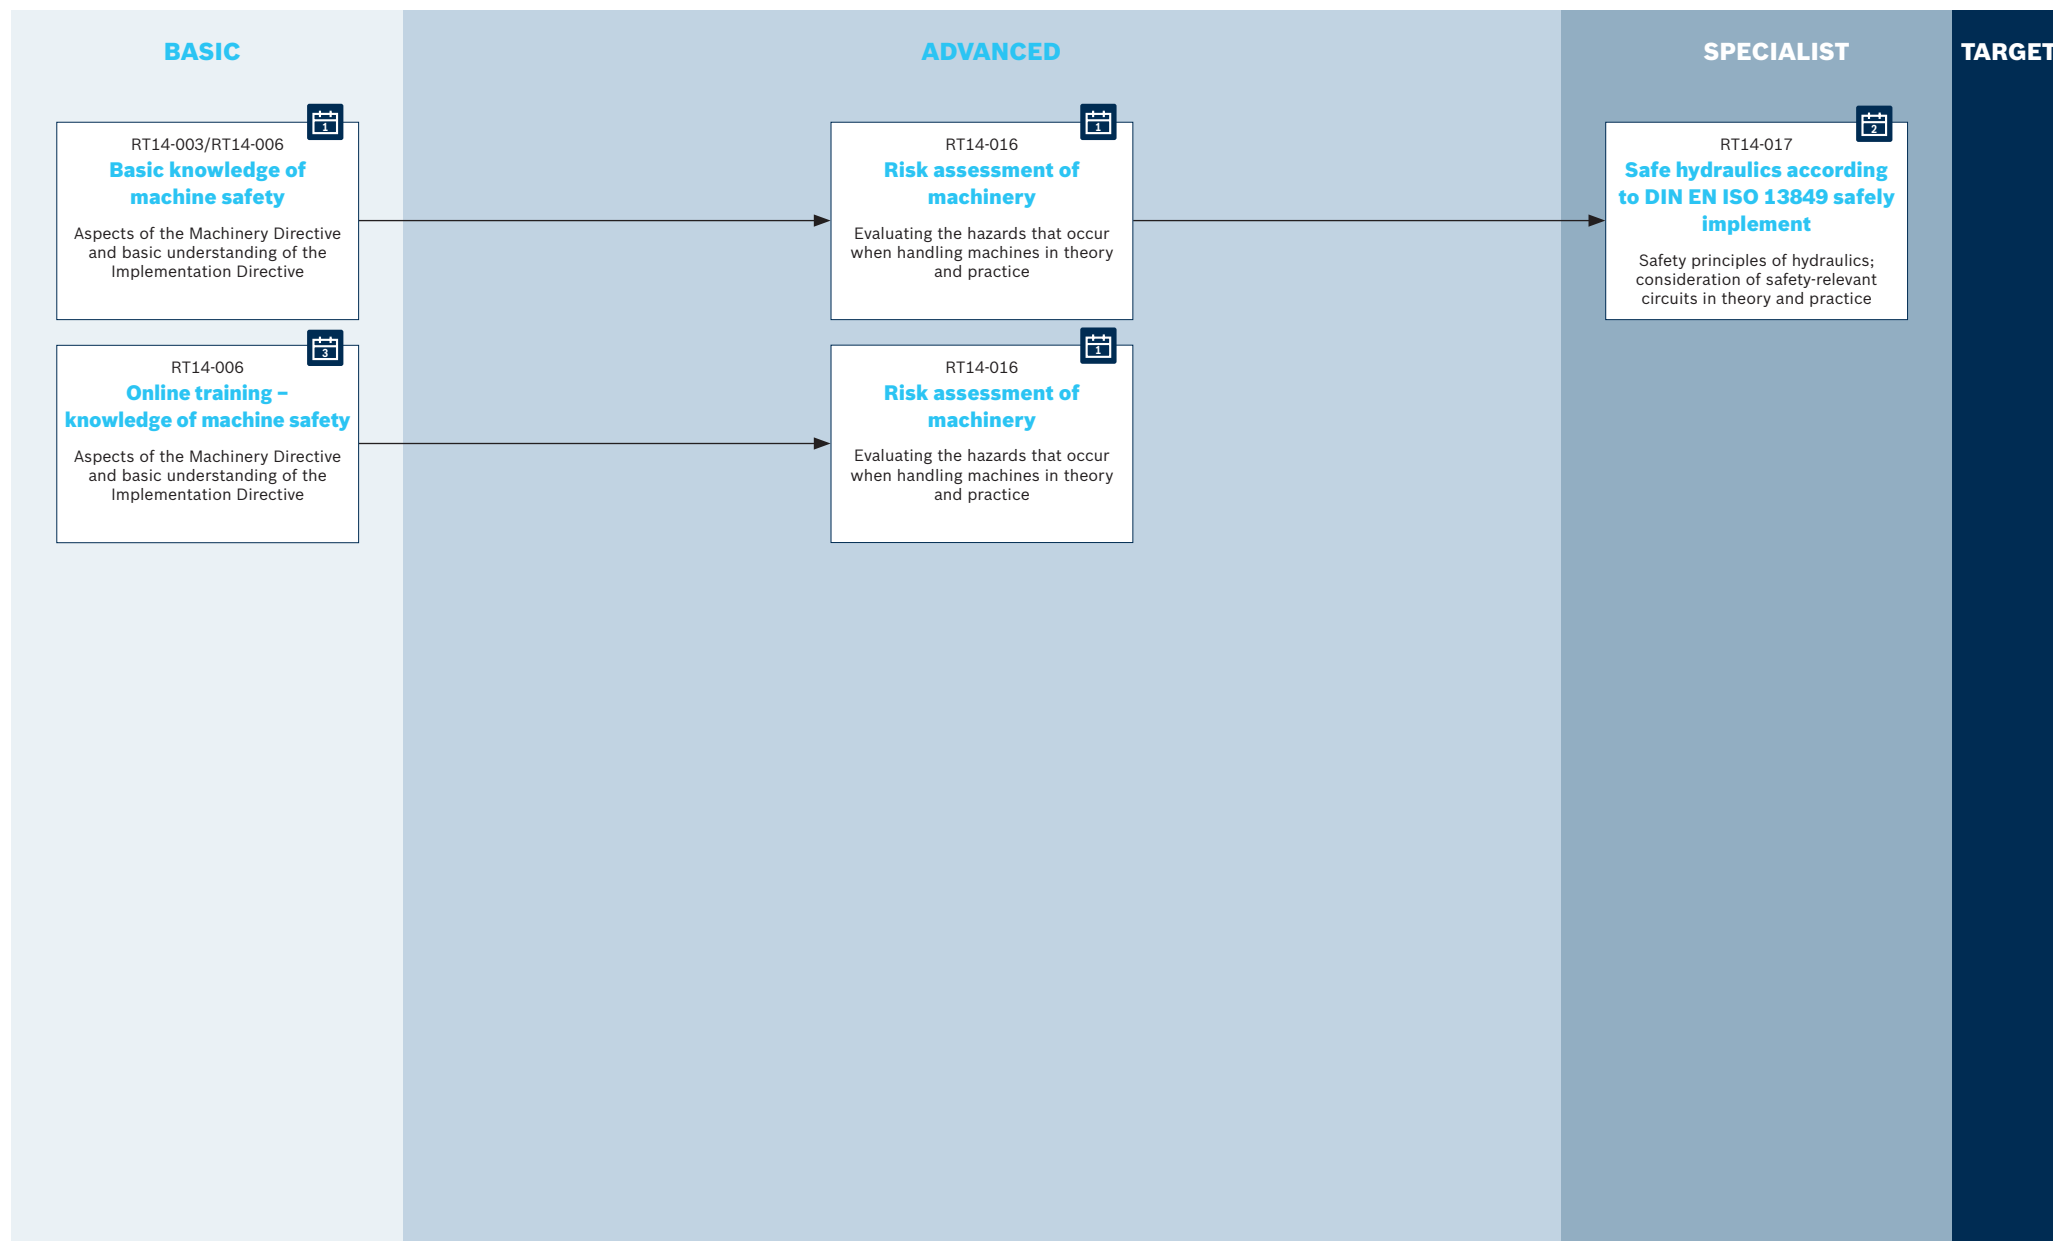 BASIC
ADVANCED
SPECIALIST
TARGET
1
RT14-003/RT14-006
Basic knowledge of
machine safety
Aspects of the Machinery Directive
and basic understanding of the
Implementation Directive
1
RT14-016
Risk assessment of
machinery
Evaluating the hazards that occur
when handling machines in theory
and practice
2
RT14-017
Safe hydraulics according
to DIN EN ISO 13849 safely
implement
Safety principles of hydraulics;
consideration of safety-relevant
circuits in theory and practice
3
RT14-006
Online training –
knowledge of machine safety
Aspects of the Machinery Directive
and basic understanding of the
Implementation Directive
1
RT14-016
Risk assessment of
machinery
Evaluating the hazards that occur
when handling machines in theory
and practice